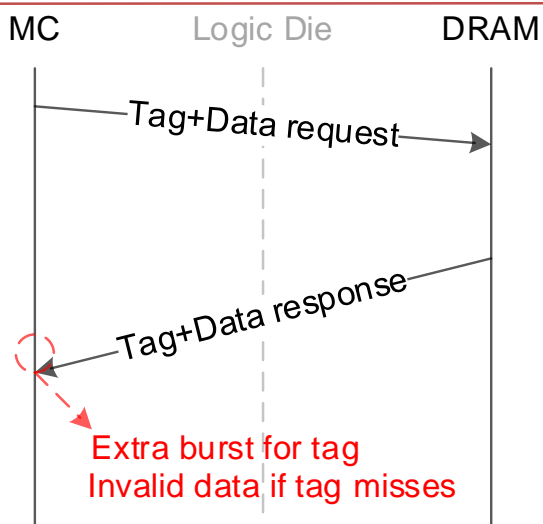 MC Logic Die DRAM
Tag+Data request
Tag+Data response
Extra burst for tag
Invalid data if tag misses